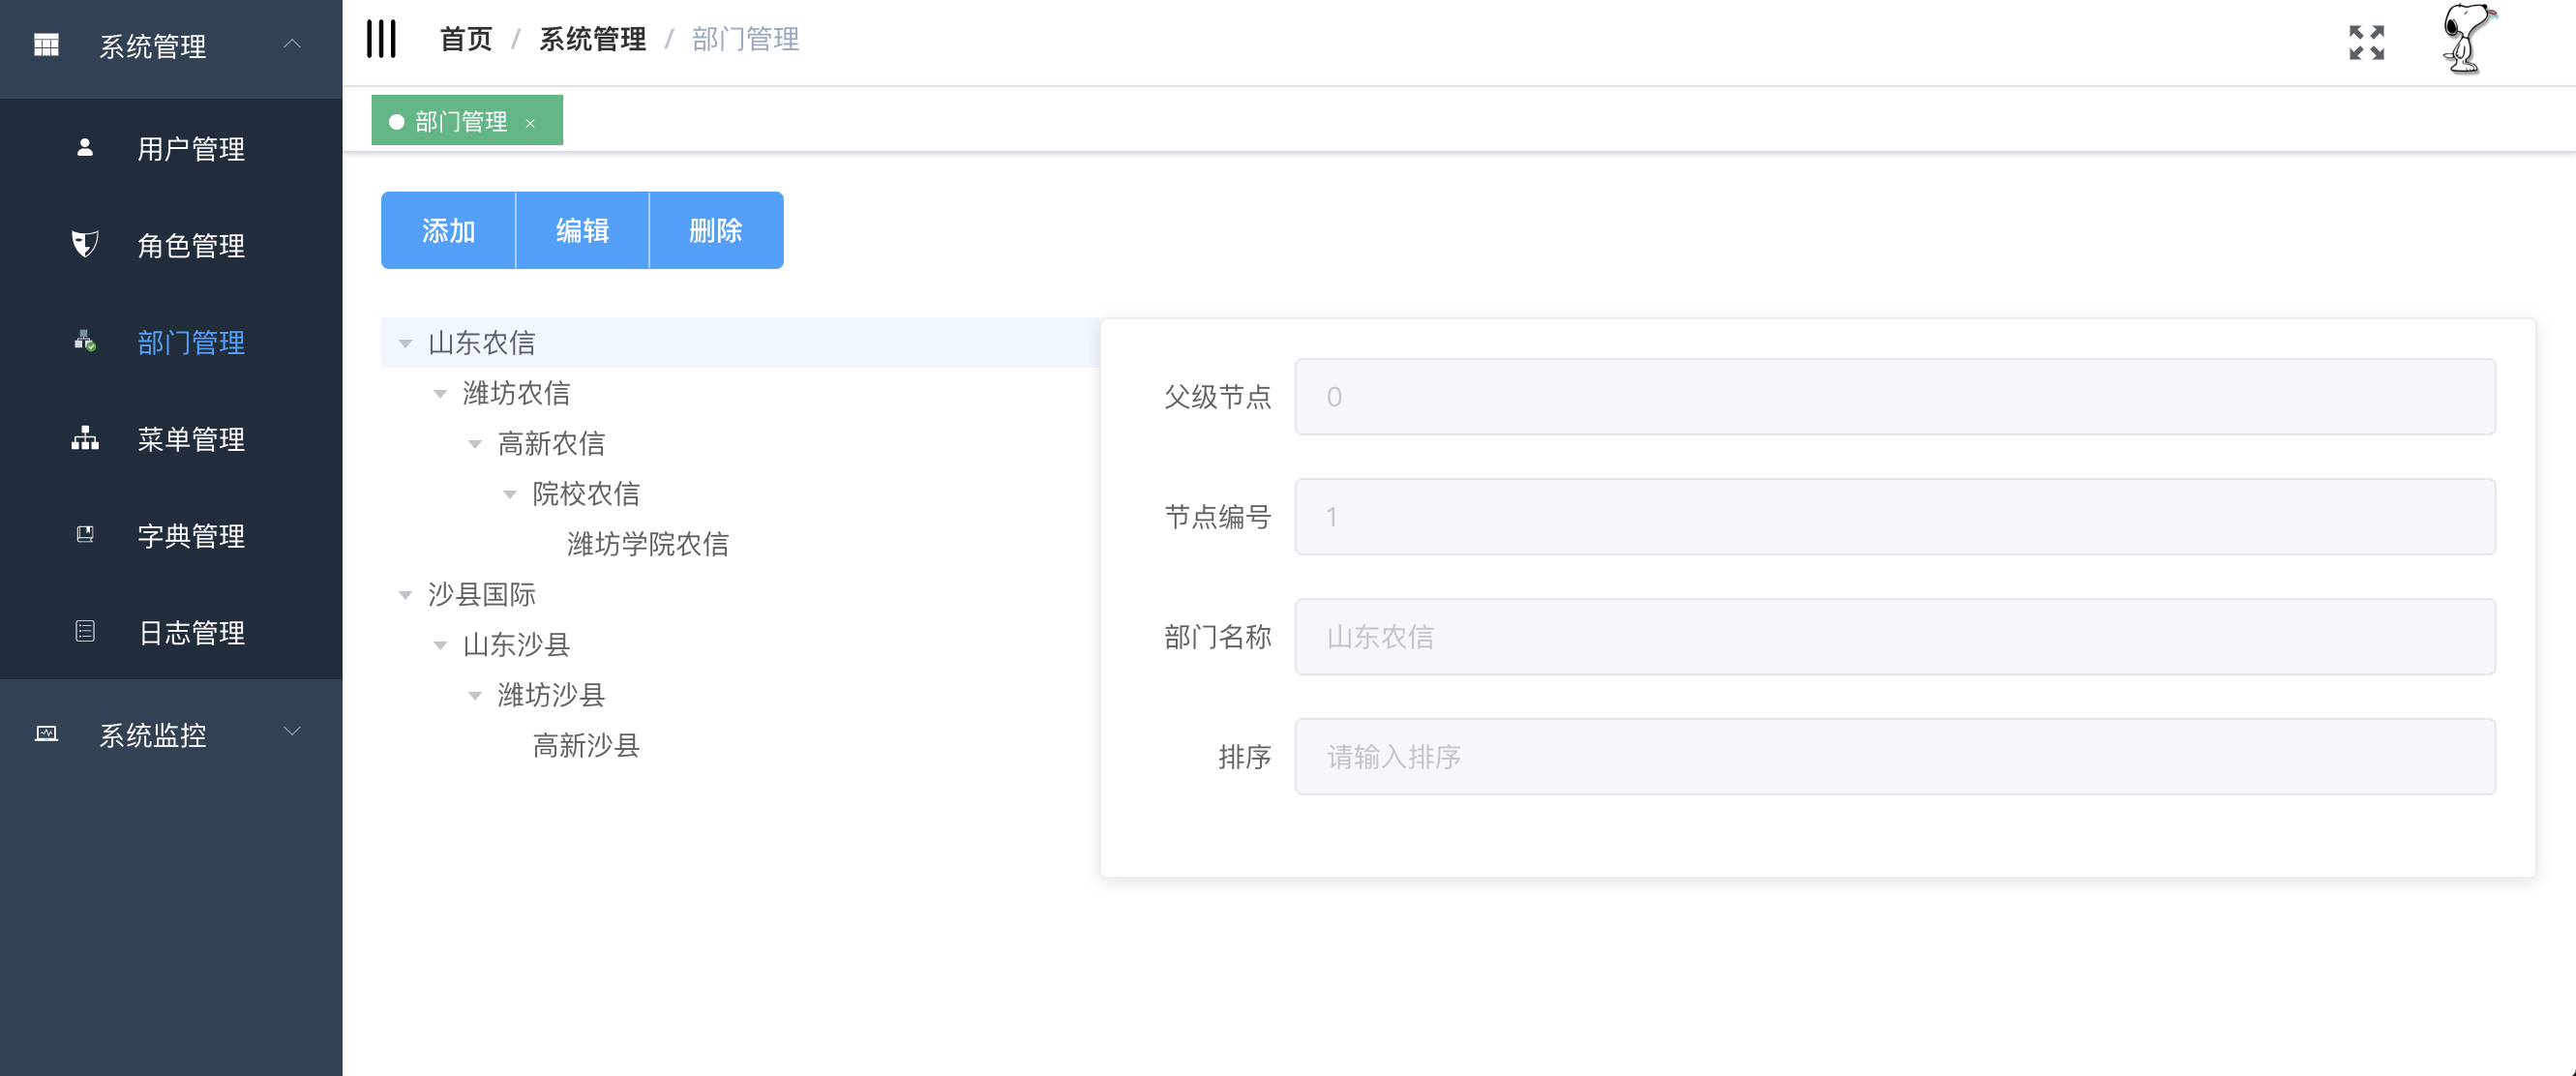 系统管理
用户管理
角色管理
部门管理
菜单管理
字典管理
日志管理
系统监控
首页 / 系统管理 / 部门管理
部门管理 ×
添加 编辑 删除
山东农信
潍坊农信
高新农信
院校农信
潍坊学院农信
沙县国际
山东沙县
潍坊沙县
高新沙县
父级节点 0
节点编号 1
部门名称 山东农信
排序 请输入排序